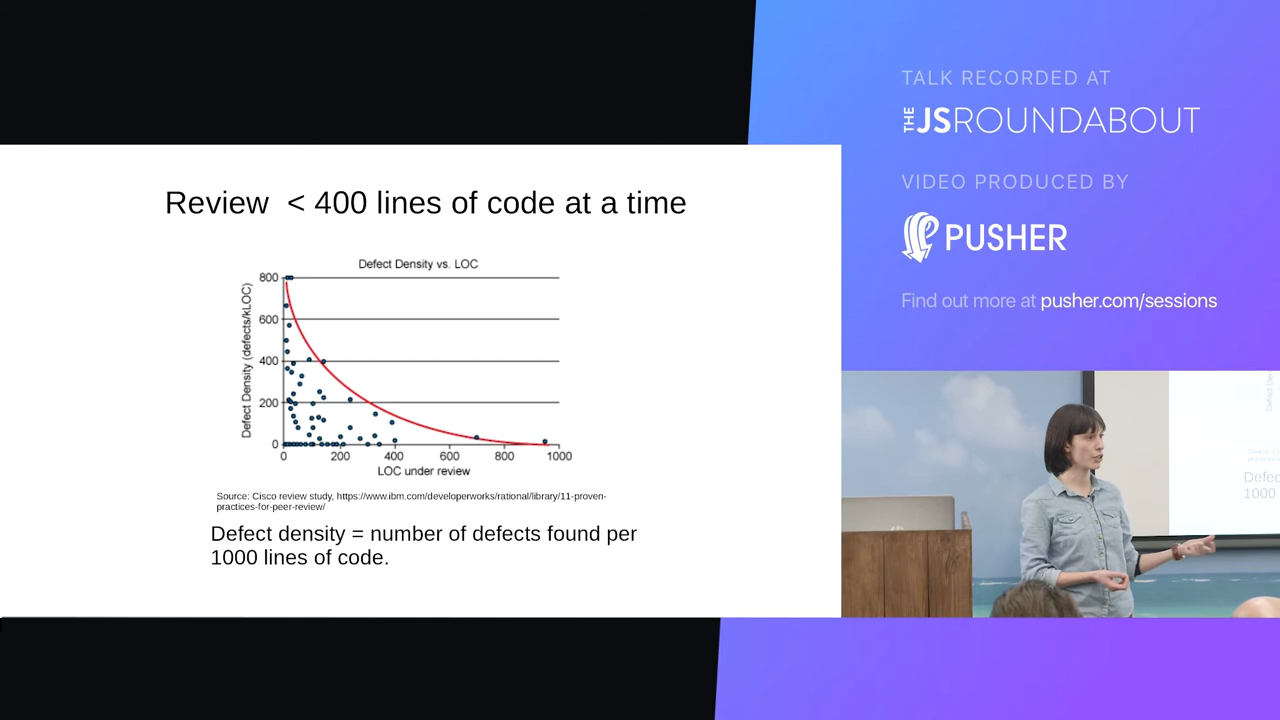 TALK RECORDED AT
THE JSROUNDABOUT
VIDEO PRODUCED BY
PUSHER
Find out more at pusher.com/sessions
Review < 400 lines of code at a time
Defect Density vs. LOC
Defect Density (defects/kLOC)
800
600
400
200
0
0 200 400 600 800 1000
LOC under review
Source: Cisco review study, https://www.ibm.com/developerworks/rational/library/11-proven-
practices-for-peer-review/
Defect density = number of defects found per
1000 lines of code.
Defec
1000